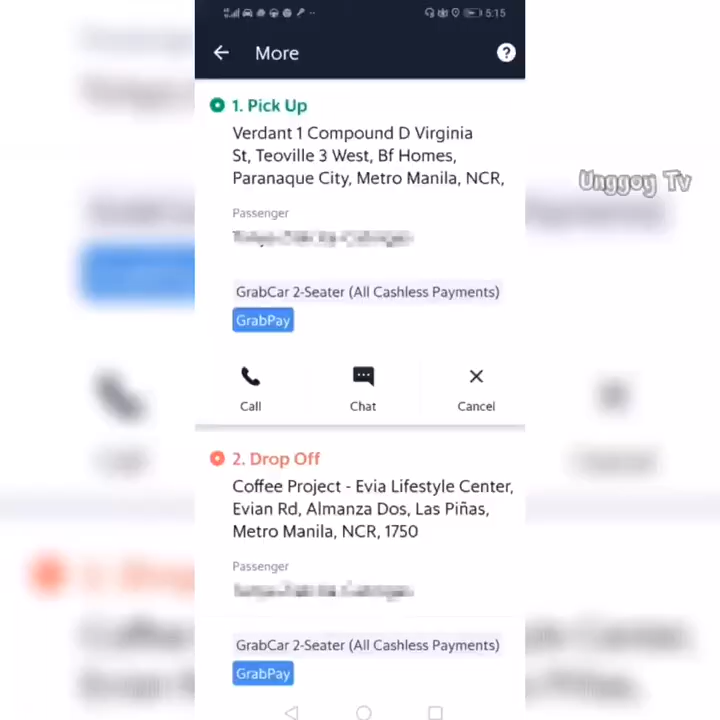 5:15
More
?
1. Pick Up
Verdant 1 Compound D Virginia
St, Teoville 3 West, Bf Homes,
Paranaque City, Metro Manila, NCR,
Unggoy Tv
Passenger
GrabCar 2-Seater (All Cashless Payments)
GrabPay
Call Chat Cancel
2. Drop Off
Coffee Project - Evia Lifestyle Center,
Evian Rd, Almanza Dos, Las Piñas,
Metro Manila, NCR, 1750
Passenger
GrabCar 2-Seater (All Cashless Payments)
GrabPay